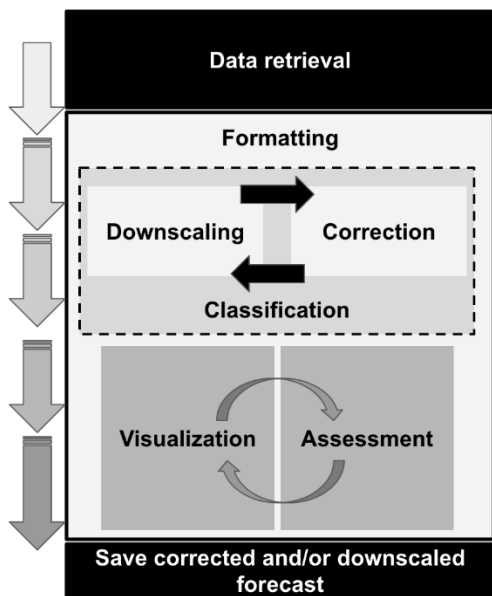 Data retrieval
Formatting
Downscaling
Correction
Classification
Visualization
Assessment
Save corrected and/or downscaled
forecast